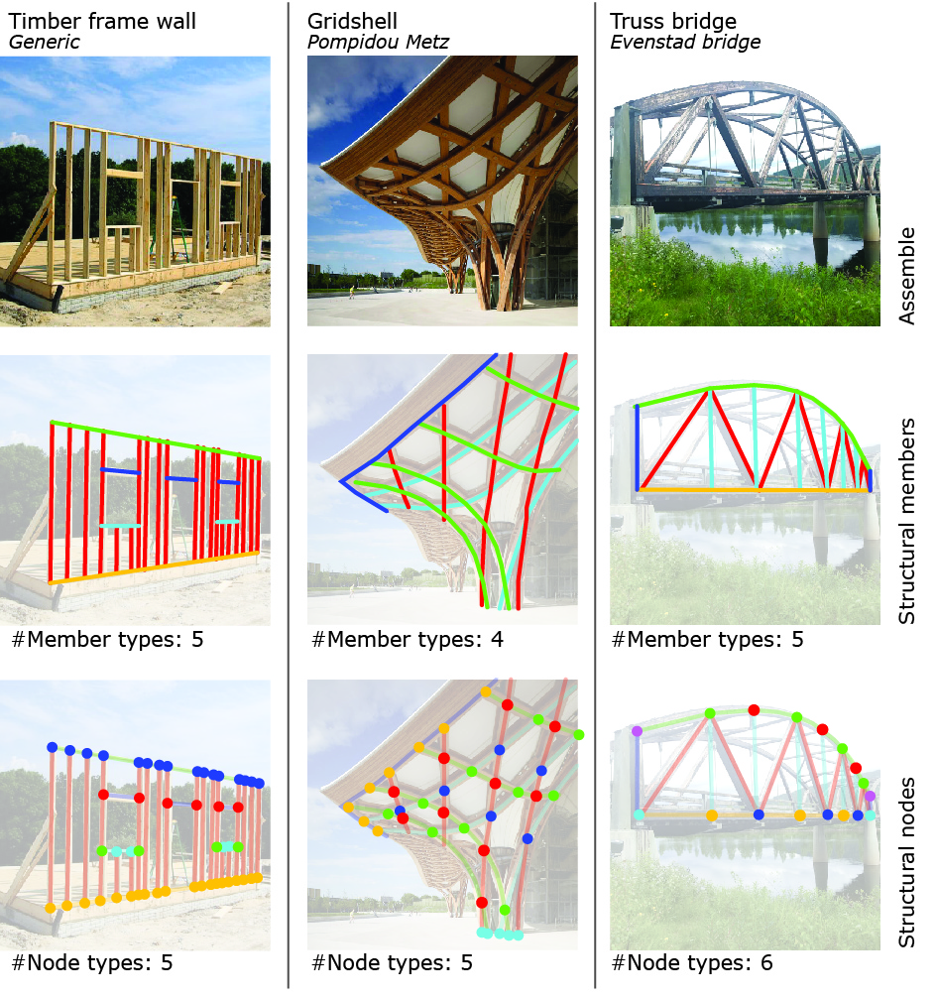 Timber frame wall
Generic
Gridshell
Pompidou Metz
Truss bridge
Evenstad bridge
Assemble
Structural members
#Member types: 5
#Member types: 4
#Member types: 5
Structural nodes
#Node types: 5
#Node types: 5
#Node types: 6